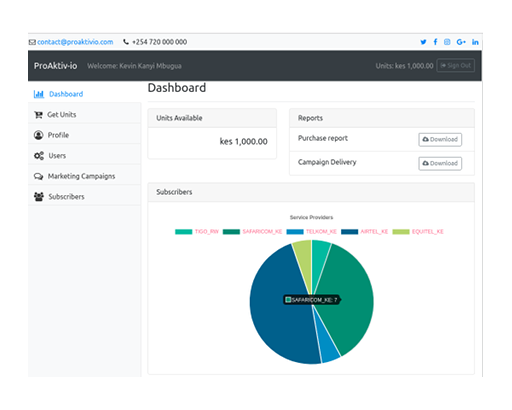 contact@proaktivio.com +254 720 000 000
ProAktiv-io Welcome: Kevin Kanyi Mbugua Units: kes 1,000.00 Sign Out
Dashboard
Get Units
Profile
Users
Marketing Campaigns
Subscribers
Dashboard
Units Available
kes 1,000.00
Reports
Purchase report Download
Campaign Delivery Download
Subscribers
Service Providers
TIGO_RW SAFARICOM_KE TELKOM_KE AIRTEL_KE EQUITEL_KE
SAFARICOM_KE: 7